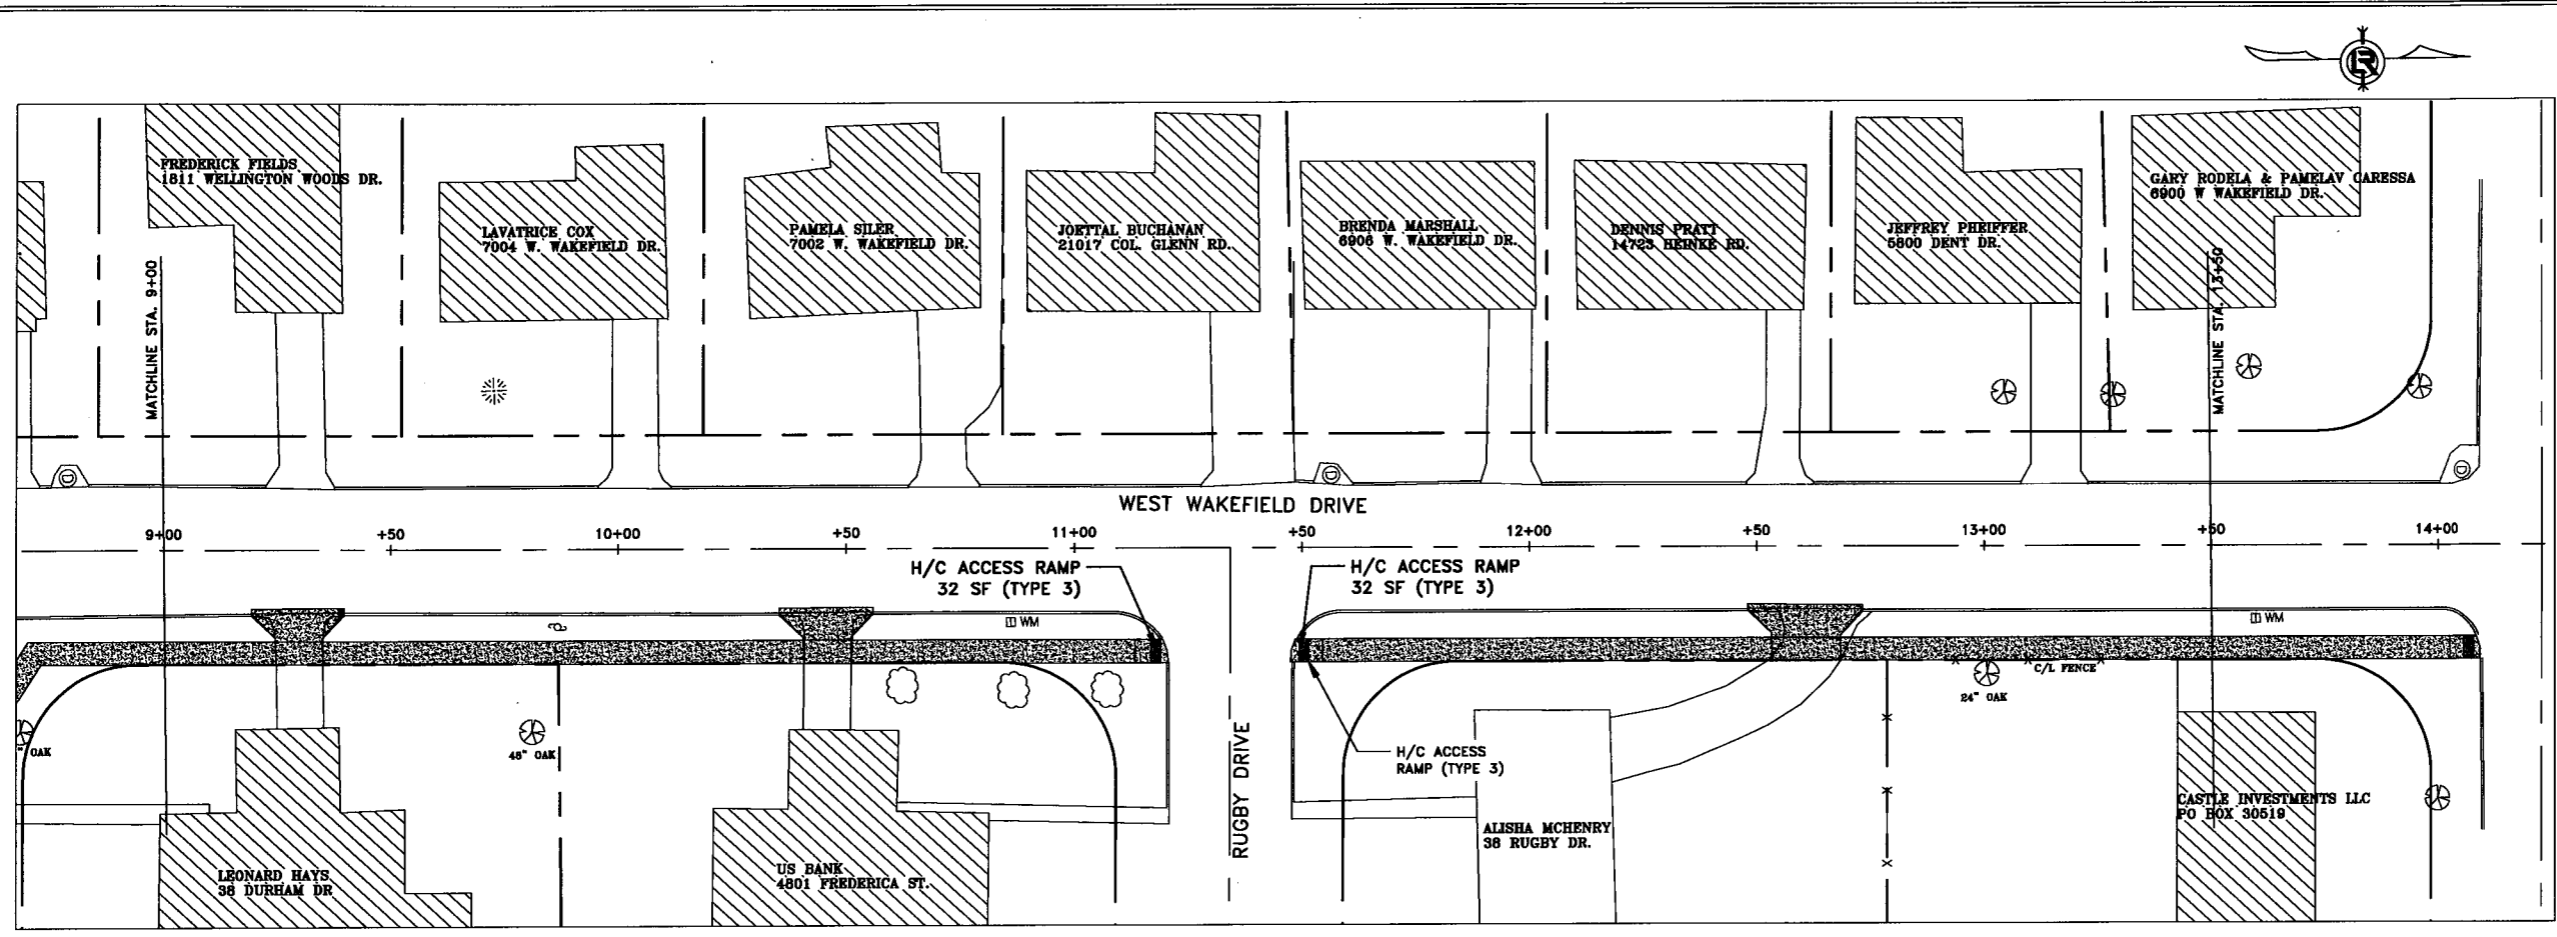 LR
FREDERICK FIELDS
1811 WELLINGTON WOODS DR.
LAVATRICE COX
7004 W. WAKEFIELD DR.
PAMELA SILER
7002 W. WAKEFIELD DR.
JOETTAL BUCHANAN
21017 COL. GLENN RD.
BRENDA MARSHALL
6906 W. WAKEFIELD DR.
DENNIS PRATT
14723 HEINKE RD.
JEFFREY PHEIFFER
5800 DENT DR.
GARY RODELA & PAMELAV CARESSA
6900 W WAKEFIELD DR.
MATCHLINE STA. 9+00
MATCHLINE STA. 13+50
D
D
D
WEST WAKEFIELD DRIVE
9+00 +50 10+00 +50 11+00 +50 12+00 +50 13+00 +50 14+00
H/C ACCESS RAMP
32 SF (TYPE 3)
H/C ACCESS RAMP
32 SF (TYPE 3)
WM
WM
C/L FENCE
24" OAK
" OAK
48" OAK
RUGBY DRIVE
H/C ACCESS
RAMP (TYPE 3)
LEONARD HAYS
38 DURHAM DR
US BANK
4801 FREDERICA ST.
ALISHA MCHENRY
38 RUGBY DR.
CASTLE INVESTMENTS LLC
PO BOX 30519